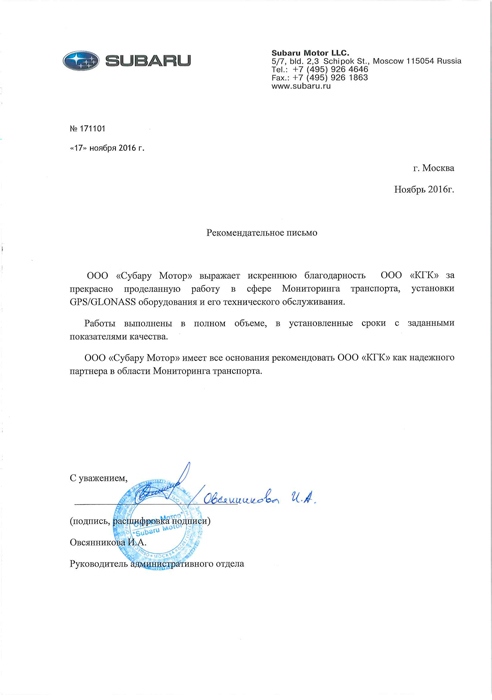 SUBARU
Subaru Motor LLC.
5/7, bld. 2,3 Schipok St., Moscow 115054 Russia
Tel.: +7 (495) 926 4646
Fax.: +7 (495) 926 1863
www.subaru.ru
№ 171101
«17» ноября 2016 г.
г. Москва
Ноябрь 2016г.
Рекомендательное письмо
ООО «Субару Мотор» выражает искреннюю благодарность ООО «КГК» за
прекрасно проделанную работу в сфере Мониторинга транспорта, установки
GPS/GLONASS оборудования и его технического обслуживания.
Работы выполнены в полном объеме, в установленные сроки с заданными
показателями качества.
ООО «Субару Мотор» имеет все основания рекомендовать ООО «КГК» как надежного
партнера в области Мониторинга транспорта.
С уважением,
/ Овсянникова И.А.
(подпись, расшифровка подписи)
"Субару Мотор"
"Subaru Motor"
Овсянникова И.А.
Руководитель административного отдела